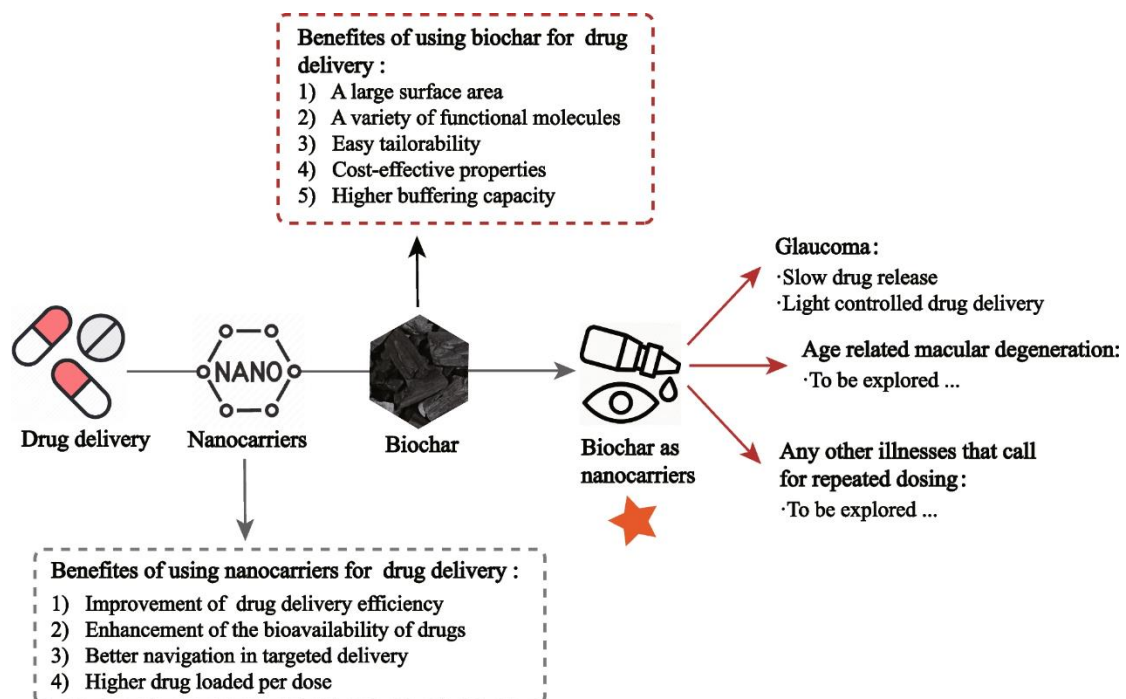 Benefits of using biochar for drug
delivery :
1) A large surface area
2) A variety of functional molecules
3) Easy tailorability
4) Cost-effective properties
5) Higher buffering capacity
Glaucoma:
·Slow drug release
·Light controlled drug delivery
NANO
Age related macular degeneration:
·To be explored ...
Drug delivery
Nanocarriers
Biochar
Biochar as
nanocarriers
Any other illnesses that call
for repeated dosing:
·To be explored ...
Benefits of using nanocarriers for drug delivery :
1) Improvement of drug delivery efficiency
2) Enhancement of the bioavailability of drugs
3) Better navigation in targeted delivery
4) Higher drug loaded per dose